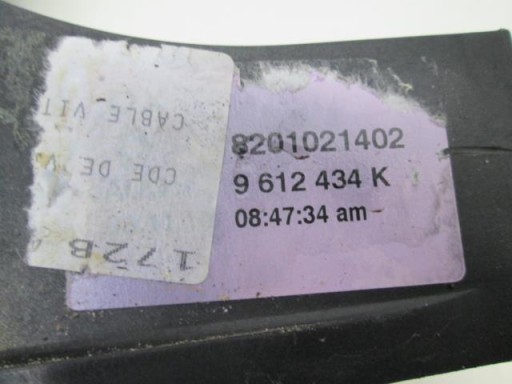 8201021402
9 612 434 K
08:47:34 am
CABLE VIT
CDE DE V
172B